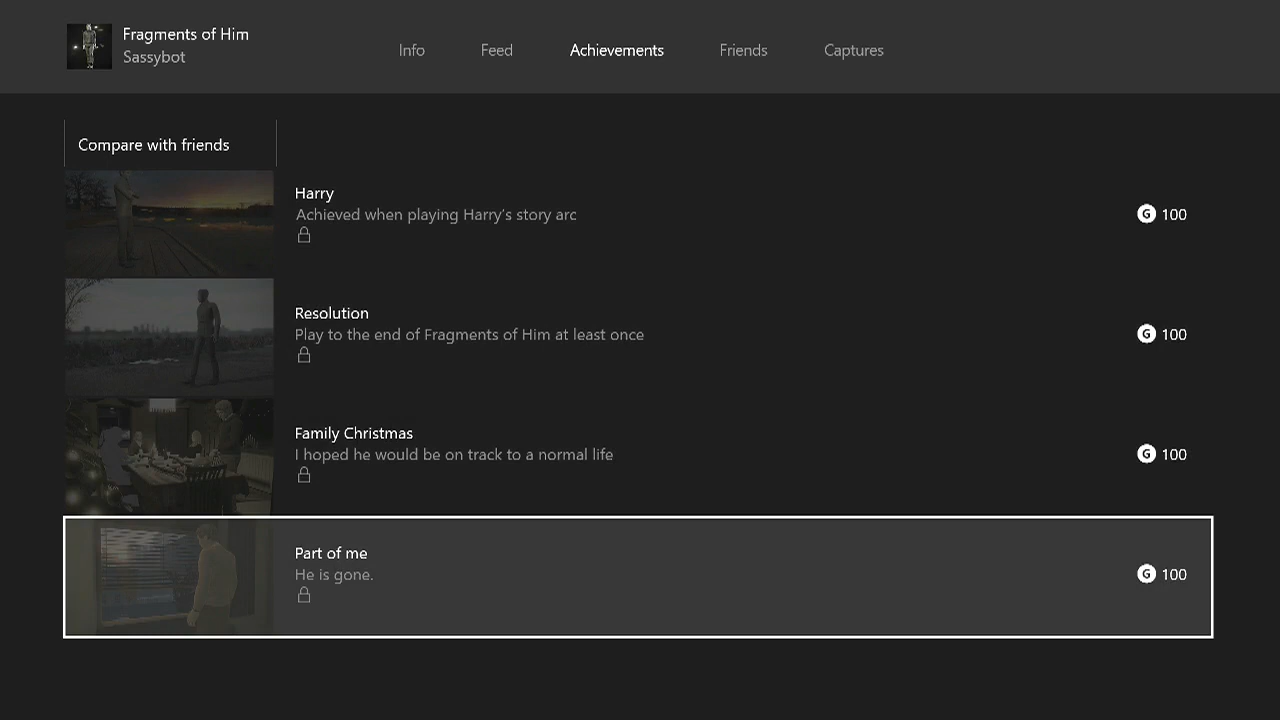 Fragments of Him
Sassybot
Info
Feed
Achievements
Friends
Captures
Compare with friends
Harry
Achieved when playing Harry's story arc
G 100
Resolution
Play to the end of Fragments of Him at least once
G 100
Family Christmas
I hoped he would be on track to a normal life
G 100
Part of me
He is gone.
G 100